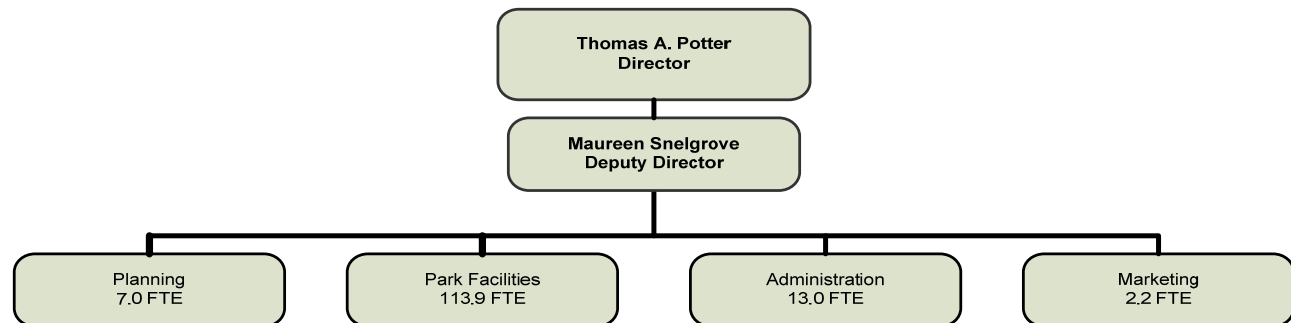 Thomas A. Potter
Director
Maureen Snelgrove
Deputy Director
Planning
7.0 FTE
Park Facilities
113.9 FTE
Administration
13.0 FTE
Marketing
2.2 FTE